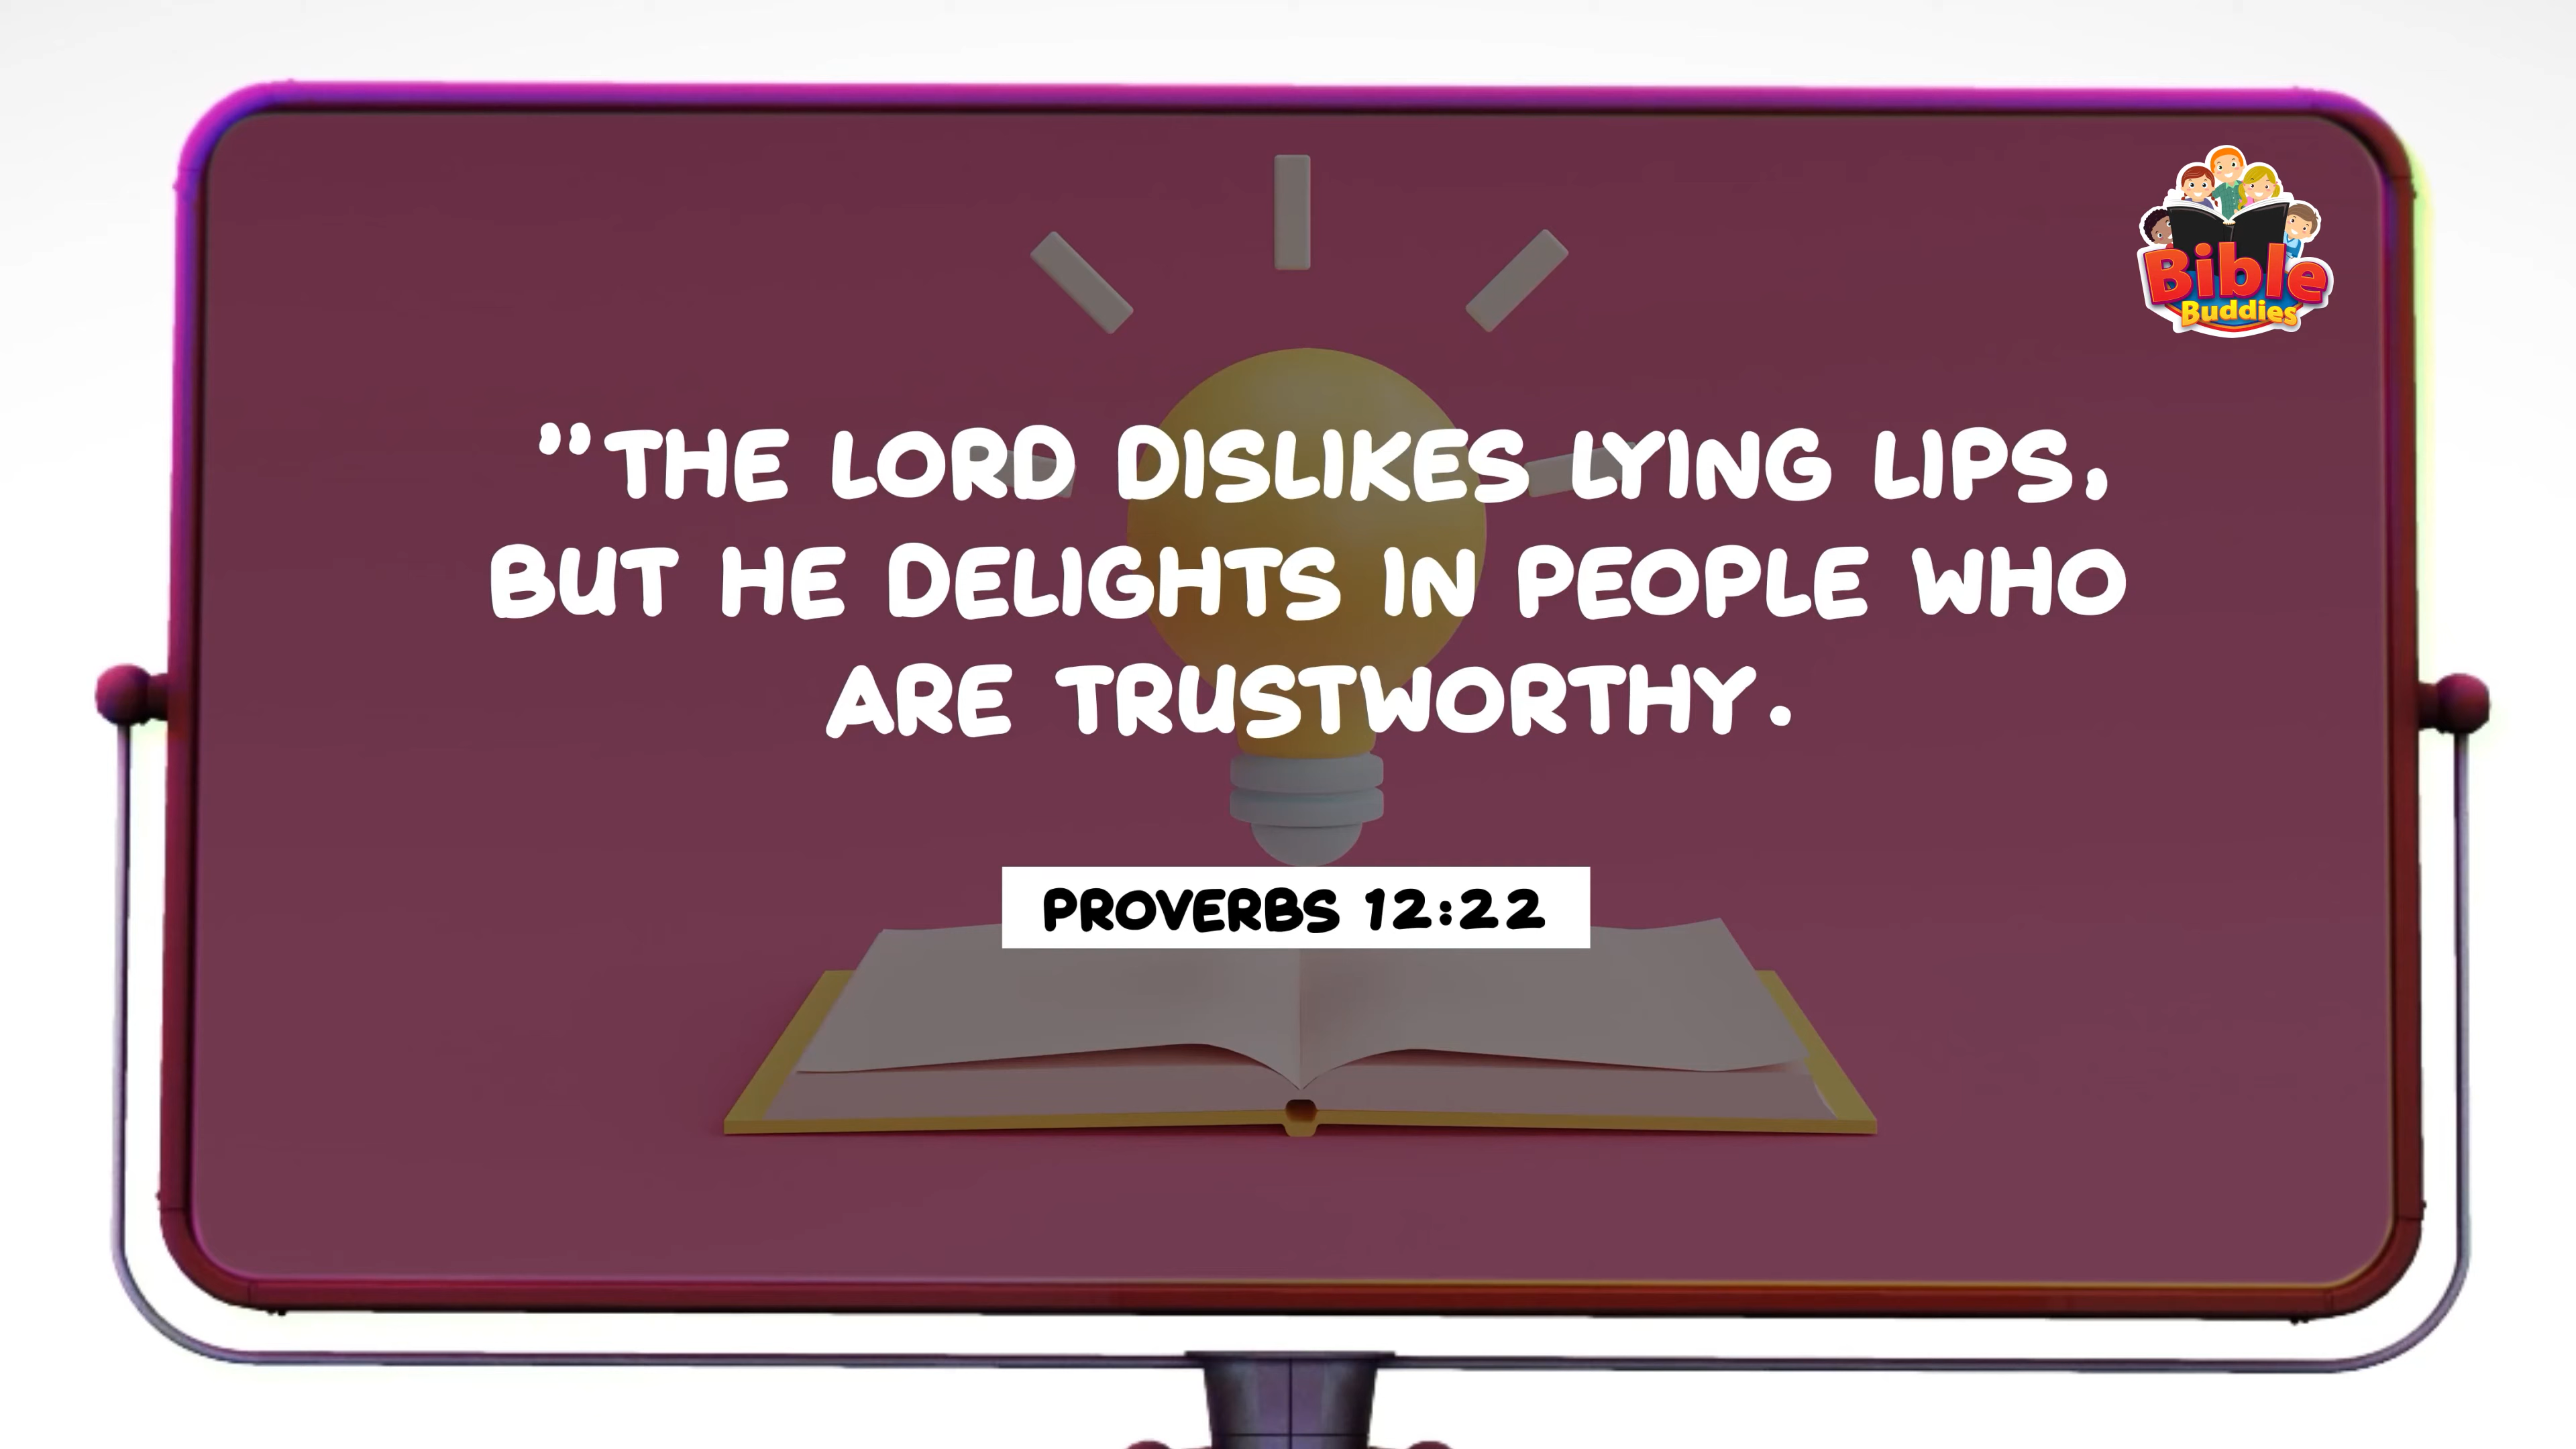 Bible
Buddies
"THE LORD DISLIKES LYING LIPS,
BUT HE DELIGHTS IN PEOPLE WHO
ARE TRUSTWORTHY.
PROVERBS 12:22